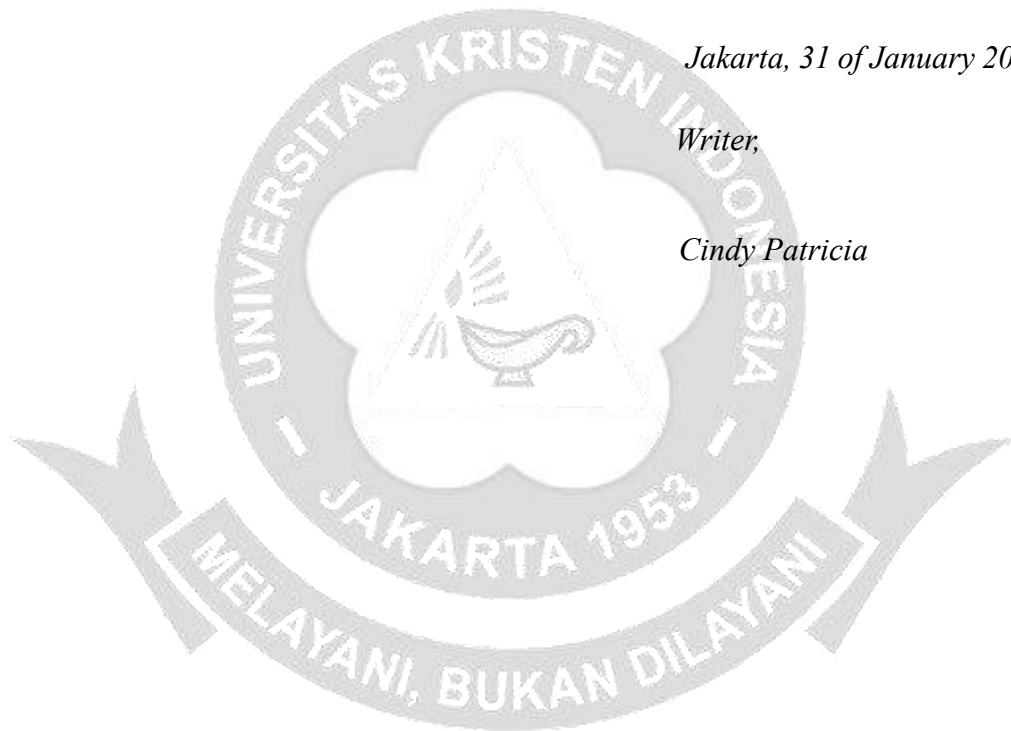 Jakarta, 31 of January 20
Writer,
Cindy Patricia
UNIVERSITAS KRISTEN INDONESIA
JAKARTA 1953
MELAYANI, BUKAN DILAYANI